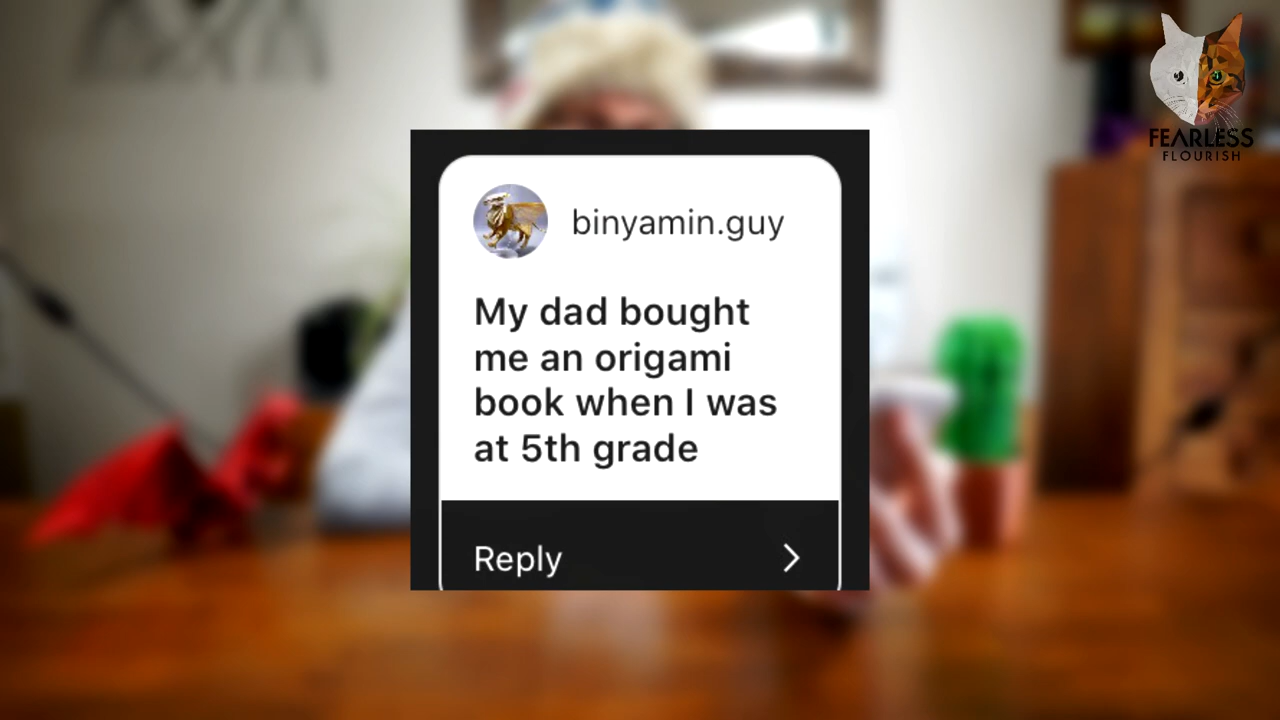 FEARLESS
FLOURISH
binyamin.guy
My dad bought
me an origami
book when I was
at 5th grade
Reply